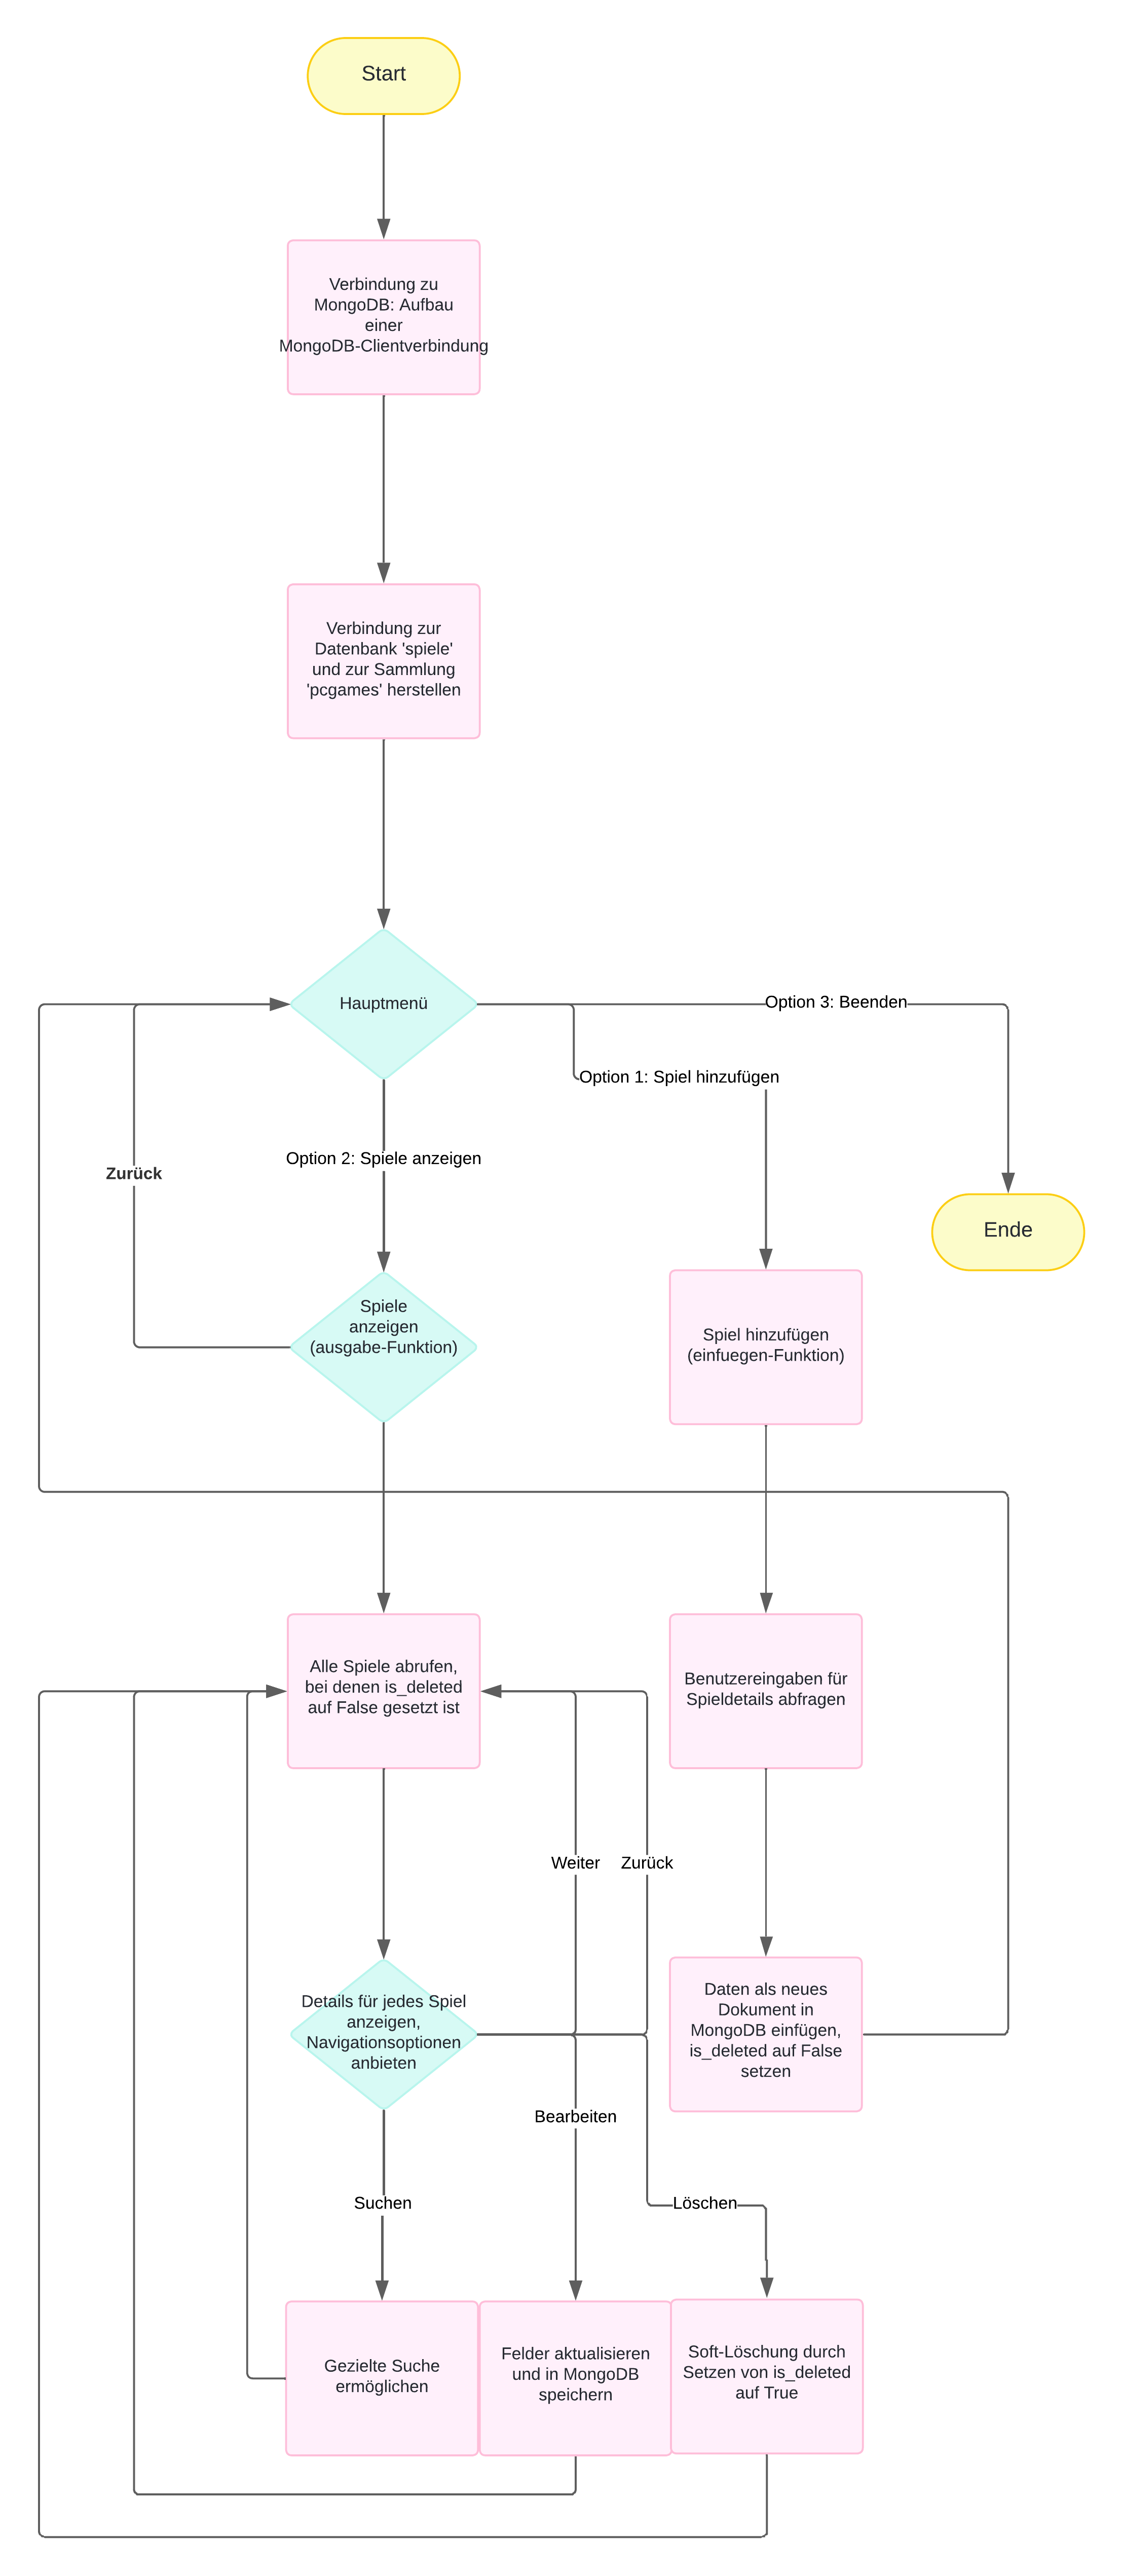 Start
Verbindung zu
MongoDB: Aufbau
einer
MongoDB-Clientverbindung
Verbindung zur
Datenbank 'spiele'
und zur Sammlung
'pcgames' herstellen
Hauptmenü
Option 3: Beenden
Option 1: Spiel hinzufügen
Option 2: Spiele anzeigen
Zurück
Ende
Spiele
anzeigen
(ausgabe-Funktion)
Spiel hinzufügen
(einfuegen-Funktion)
Alle Spiele abrufen,
bei denen is_deleted
auf False gesetzt ist
Benutzereingaben für
Spieldetails abfragen
Weiter
Zurück
Details für jedes Spiel
anzeigen,
Navigationsoptionen
anbieten
Daten als neues
Dokument in
MongoDB einfügen,
is_deleted auf False
setzen
Bearbeiten
Suchen
Löschen
Gezielte Suche
ermöglichen
Felder aktualisieren
und in MongoDB
speichern
Soft-Löschung durch
Setzen von is_deleted
auf True